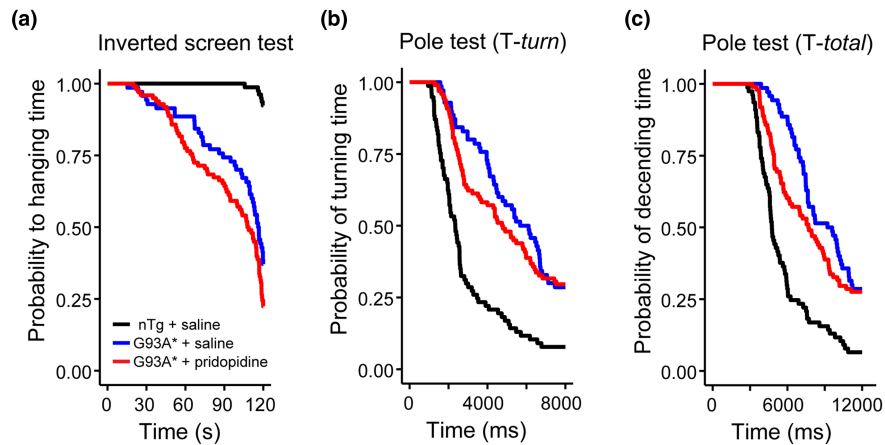 (a)
Inverted screen test
Probability to hanging time
1.00
0.75
0.50
0.25
0.00
nTg + saline
G93A* + saline
G93A* + pridopidine
0 30 60 90 120
Time (s)
(b)
Pole test (T-turn)
Probability of turning time
1.00
0.75
0.50
0.25
0.00
0 4000 8000
Time (ms)
(c)
Pole test (T-total)
Probability of decending time
1.00
0.75
0.50
0.25
0.00
0 6000 12000
Time (ms)